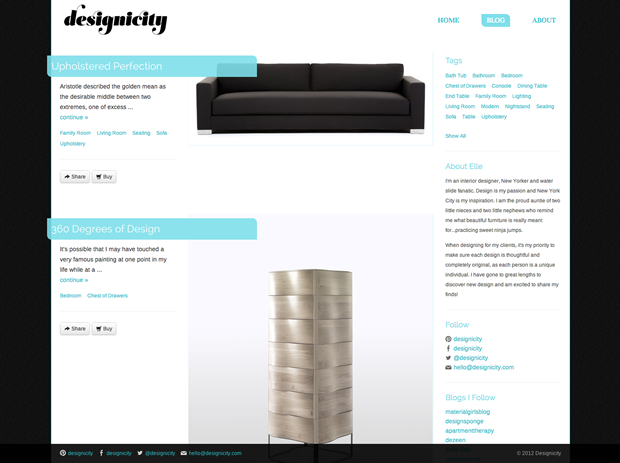 designicity
HOME BLOG ABOUT
Upholstered Perfection
Aristotle described the golden mean as
the desirable middle between two
extremes, one of excess ...
continue »
Family Room Living Room Seating Sofa
Upholstery
Share Buy
360 Degrees of Design
It's possible that I may have touched a
very famous painting at one point in my
life while at a ...
continue »
Bedroom Chest of Drawers
Share Buy
Tags
Bath Tub Bathroom Bedroom
Chest of Drawers Console Dining Table
End Table Family Room Lighting
Living Room Modern Nightstand Seating
Sofa Table Upholstery
Show All
About Elle
I'm an interior designer, New Yorker and water
slide fanatic. Design is my passion and New York
City is my inspiration. I am the proud auntie of two
little nieces and two little nephews who remind
me what beautiful furniture is really meant
for...practicing sweet ninja jumps.
When designing for my clients, it's my priority to
make sure each design is thoughtful and
completely original, as each person is a unique
individual. I have gone to great lengths to
discover new design and am excited to share my
finds!
Follow
designicity
designicity
@designicity
hello@designicity.com
Blogs I Follow
materialgirlsblog
designsponge
apartmenttherapy
dezeen
designicity designicity @designicity hello@designicity.com © 2012 Designicity